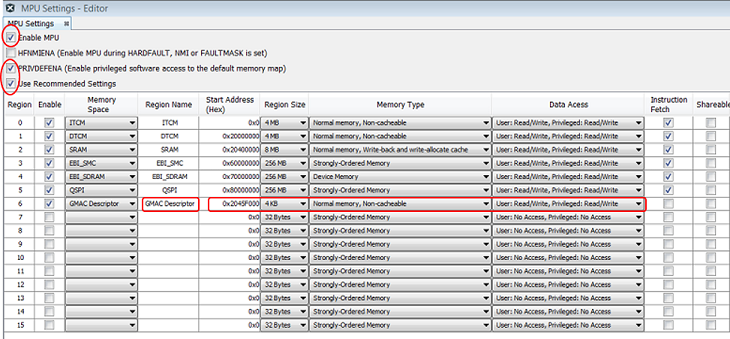 MPU Settings - Editor
MPU Settings
Enable MPU
HFNMIENA (Enable MPU during HARDFAULT, NMI or FAULTMASK is set)
PRIVDEFENA (Enable privileged software access to the default memory map)
Use Recommended Settings
Region Enable Memory Space Region Name Start Address (Hex) Region Size Memory Type Data Acess Instruction Fetch Shareable
0 ITCM ITCM 0x0 4 MB Normal memory, Non-cacheable User: Read/Write, Privileged: Read/Write
1 DTCM DTCM 0x20000000 4 MB Normal memory, Non-cacheable User: Read/Write, Privileged: Read/Write
2 SRAM SRAM 0x20400000 8 MB Normal memory, Write-back and write-allocate cache User: Read/Write, Privileged: Read/Write
3 EBI_SMC EBI_SMC 0x60000000 256 MB Strongly-Ordered Memory User: Read/Write, Privileged: Read/Write
4 EBI_SDRAM EBI_SDRAM 0x70000000 256 MB Device Memory User: Read/Write, Privileged: Read/Write
5 QSPI QSPI 0x80000000 256 MB Strongly-Ordered Memory User: Read/Write, Privileged: Read/Write
6 GMAC Descriptor GMAC Descriptor 0x2045F000 4 KB Normal memory, Non-cacheable User: Read/Write, Privileged: Read/Write
7 0x0 32 Bytes Strongly-Ordered Memory User: No Access, Privileged: No Access
8 0x0 32 Bytes Strongly-Ordered Memory User: No Access, Privileged: No Access
9 0x0 32 Bytes Strongly-Ordered Memory User: No Access, Privileged: No Access
10 0x0 32 Bytes Strongly-Ordered Memory User: No Access, Privileged: No Access
11 0x0 32 Bytes Strongly-Ordered Memory User: No Access, Privileged: No Access
12 0x0 32 Bytes Strongly-Ordered Memory User: No Access, Privileged: No Access
13 0x0 32 Bytes Strongly-Ordered Memory User: No Access, Privileged: No Access
14 0x0 32 Bytes Strongly-Ordered Memory User: No Access, Privileged: No Access
15 0x0 32 Bytes Strongly-Ordered Memory User: No Access, Privileged: No Access